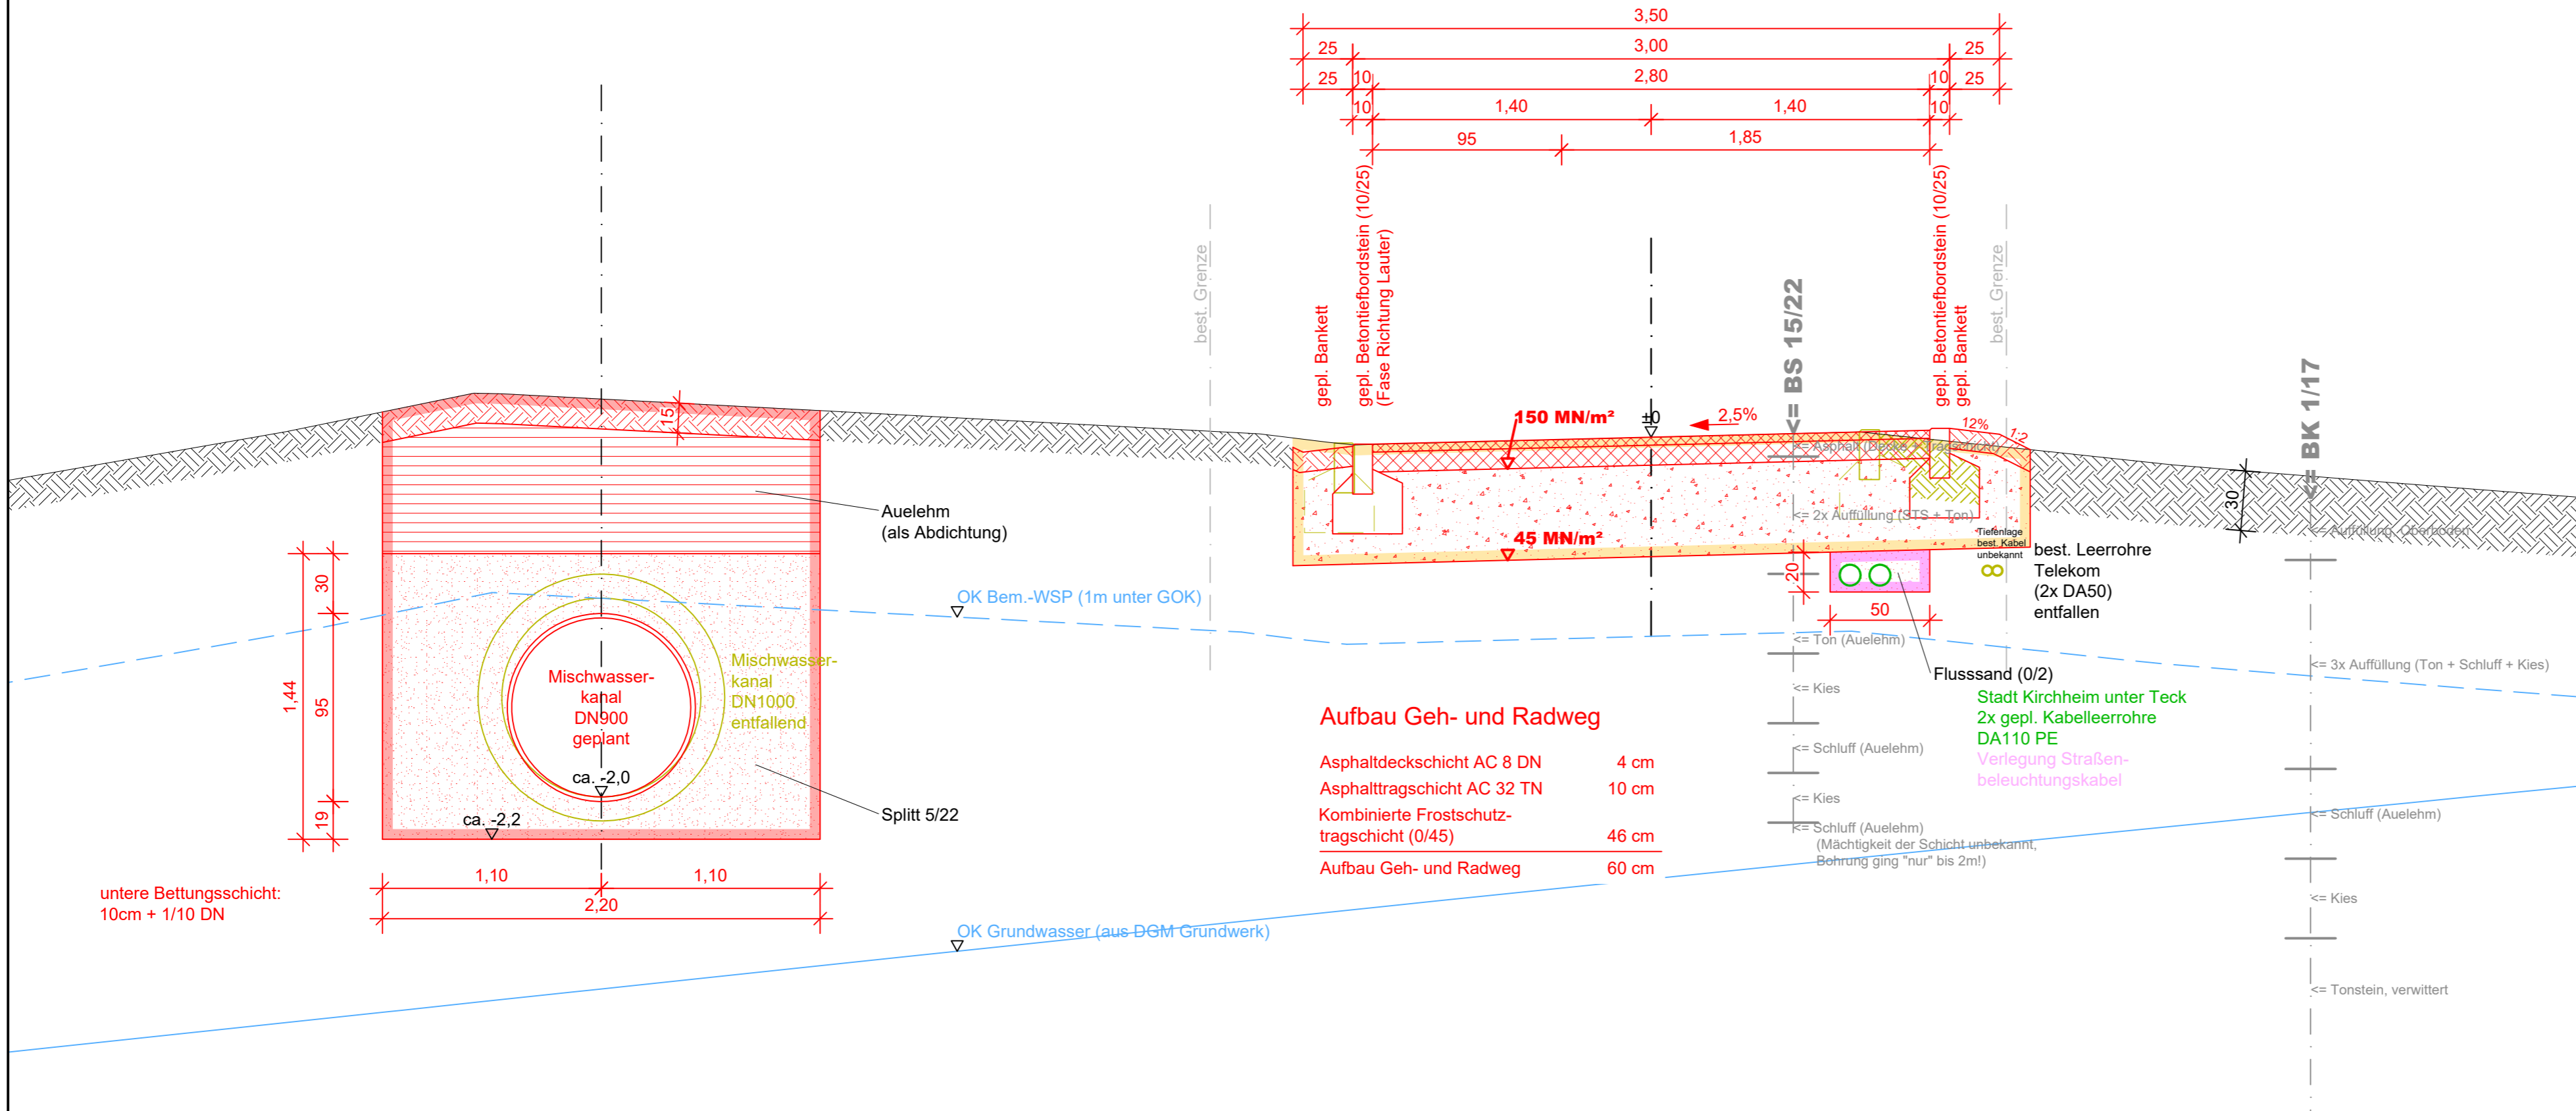 3,50
25
3,00
25
25
10
2,80
10
25
10
1,40
1,40
10
95
1,85
best. Grenze
gepl. Bankett
gepl. Betontiefbordstein (10/25)
(Fase Richtung Lauter)
<= BS 15/22
gepl. Betontiefbordstein (10/25)
gepl. Bankett
best. Grenze
<= BK 1/17
15
150 MN/m²
±0
2,5%
12%
1:2
<= Asphalt (Decke + Tragschicht)
30
Auelehm
(als Abdichtung)
<= 2x Auffüllung (STS + Ton)
<= Auffüllung, Oberboden
45 MN/m²
Tiefenlage
best. Kabel
unbekannt
best. Leerrohre
Telekom
(2x DA50)
entfallen
20
50
30
1,44
95
19
OK Bem.-WSP (1m unter GOK)
<= Ton (Auelehm)
<= 3x Auffüllung (Ton + Schluff + Kies)
Mischwasser-
kanal
DN900
geplant
Mischwasser-
kanal
DN1000
entfallend
Flusssand (0/2)
<= Kies
Stadt Kirchheim unter Teck
2x gepl. Kabelleerrohre
DA110 PE
Verlegung Straßen-
beleuchtungskabel
Aufbau Geh- und Radweg
<= Schluff (Auelehm)
Asphaltdeckschicht AC 8 DN 4 cm
Asphalttragschicht AC 32 TN 10 cm
Kombinierte Frostschutz-
tragschicht (0/45) 46 cm
Aufbau Geh- und Radweg 60 cm
ca. -2,0
ca. -2,2
Splitt 5/22
<= Kies
<= Schluff (Auelehm)
(Mächtigkeit der Schicht unbekannt,
Bohrung ging "nur" bis 2m!)
<= Schluff (Auelehm)
1,10
1,10
2,20
untere Bettungsschicht:
10cm + 1/10 DN
<= Kies
OK Grundwasser (aus DGM Grundwerk)
<= Tonstein, verwittert